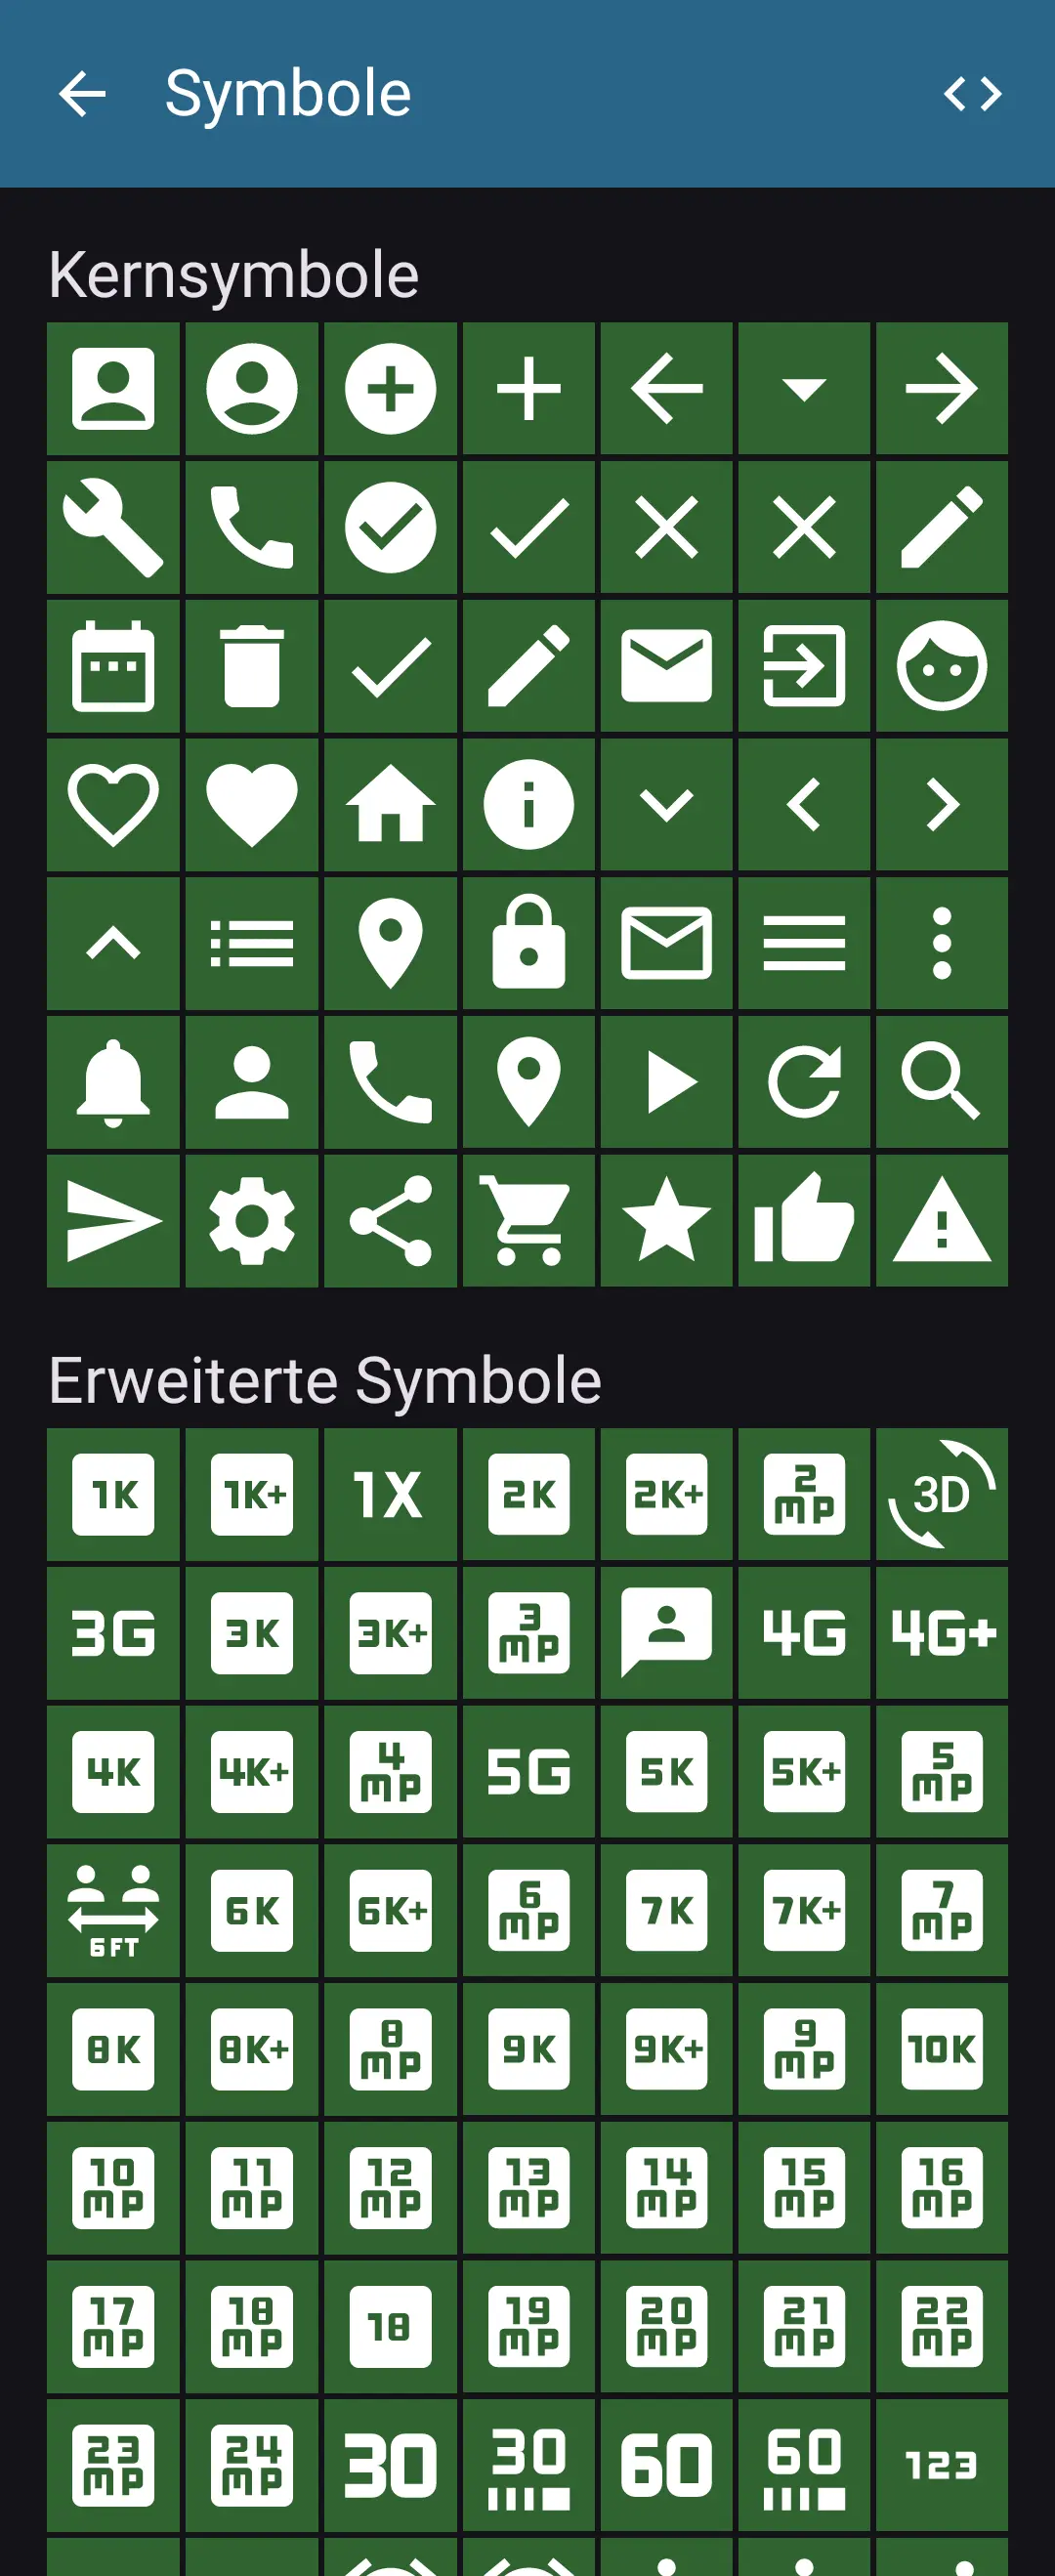 Symbole
Kernsymbole
Erweiterte Symbole
1K 1K+ 1X 2K 2K+ 2 MP 3D
3G 3K 3K+ 3 MP 4G 4G+
4K 4K+ 4 MP 5G 5K 5K+ 5 MP
6 FT 6K 6K+ 6 MP 7K 7K+ 7 MP
8K 8K+ 8 MP 9K 9K+ 9 MP 10K
10 MP 11 MP 12 MP 13 MP 14 MP 15 MP 16 MP
17 MP 18 MP 18 19 MP 20 MP 21 MP 22 MP
23 MP 24 MP 30 30 60 60 123